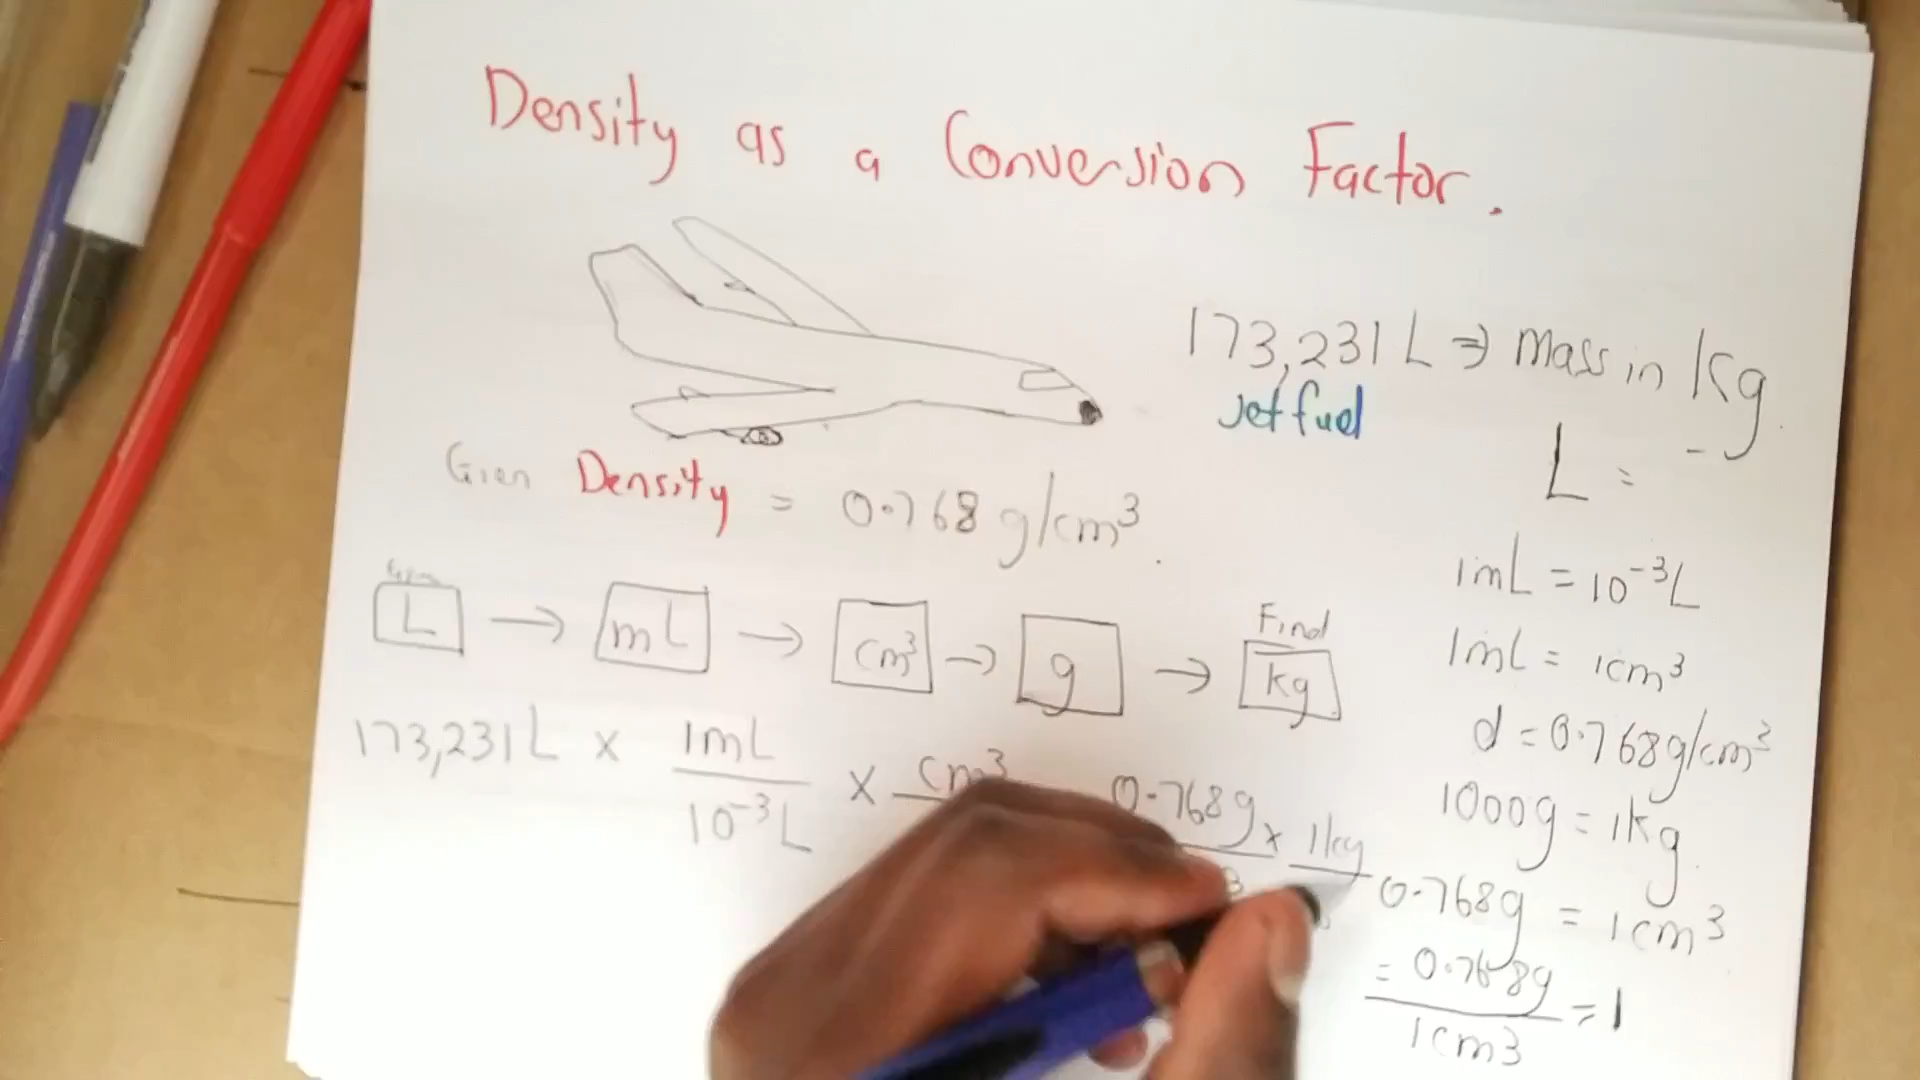 Density as a Conversion Factor.
173,231 L ⇒ Mass in Kg
Jet fuel
L = -
Given Density = 0.768 g/cm³.
1mL = 10⁻³L
1mL = 1cm³
d = 0.768g/cm³
1000g = 1kg
Find
L → mL → cm³ → g → kg
173,231L × 1mL / 10⁻³L × cm³ 0.768g × 1kg
0.768g = 1cm³
= 0.768g / 1cm3 = 1